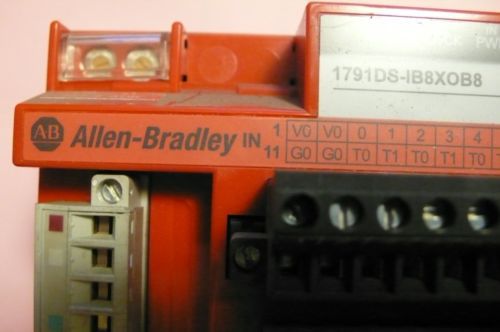 1791DS-IB8XOB8
AB Allen-Bradley IN 1 V0 V0 0 1 2 3 4
11 G0 G0 T0 T1 T0 T1 T0